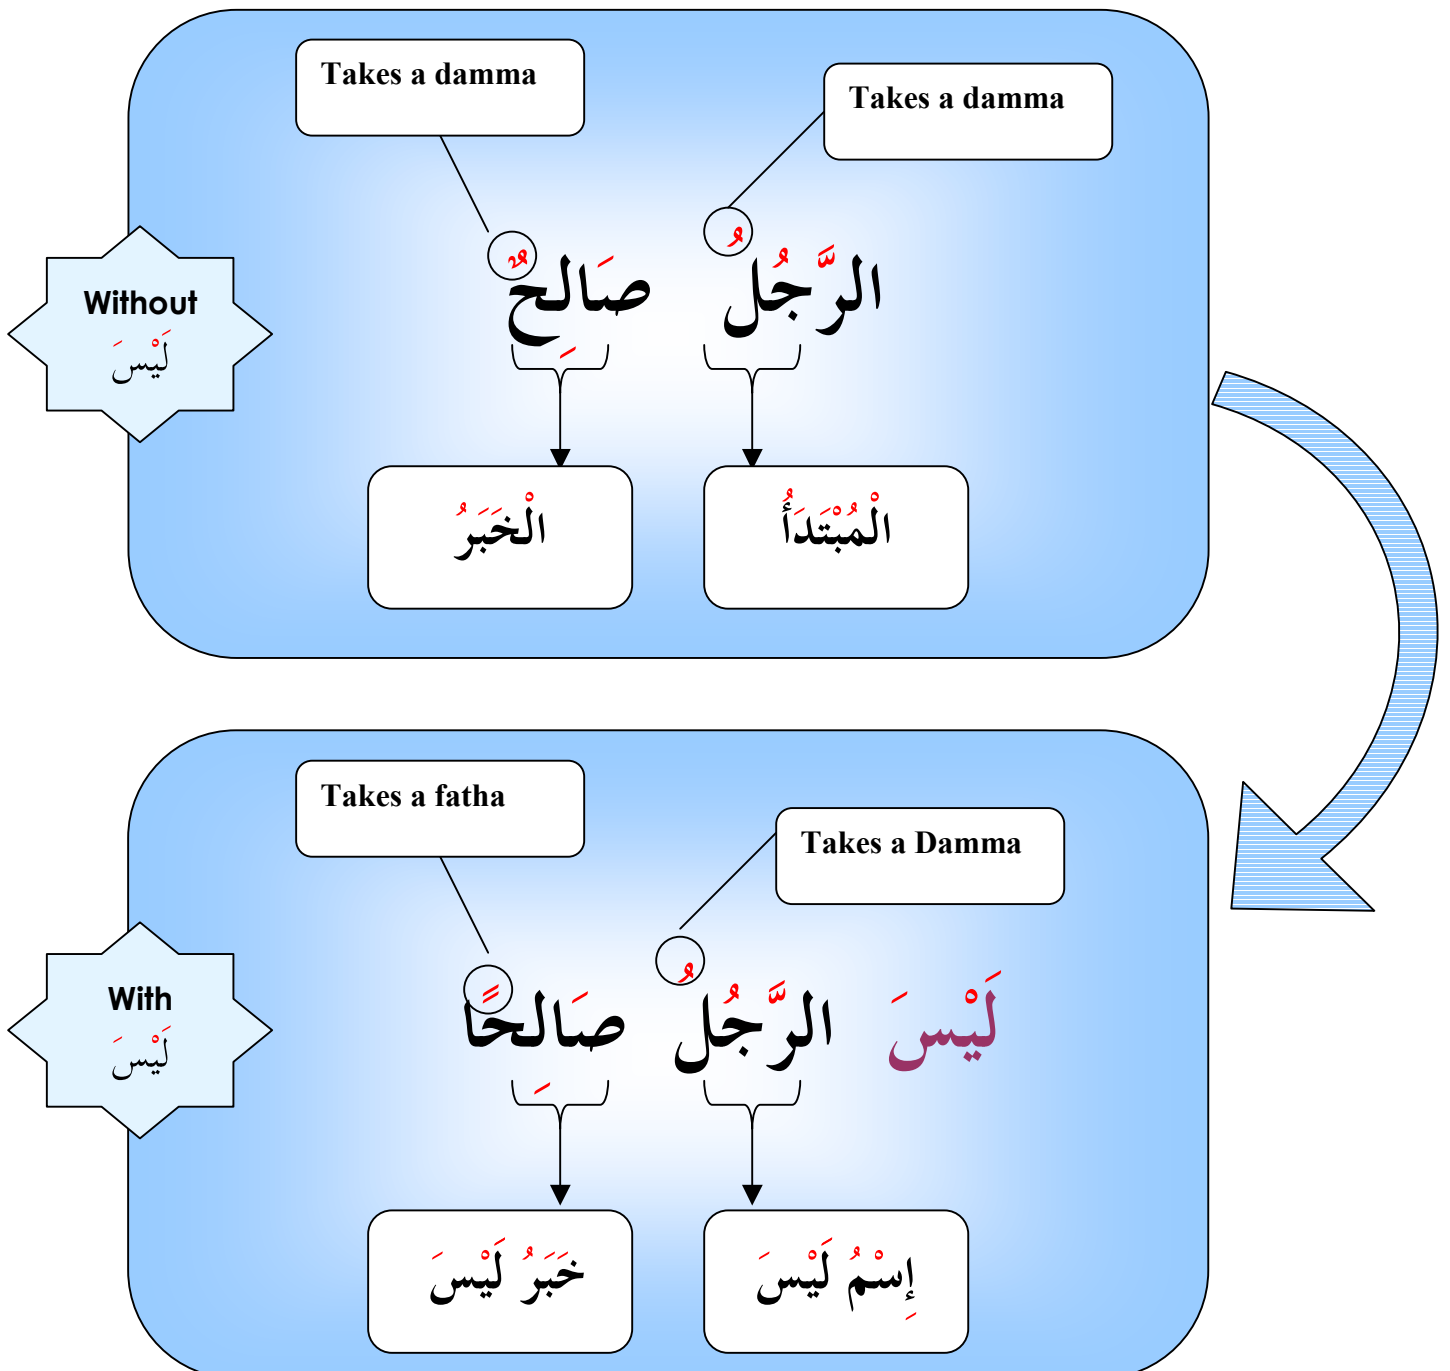 Takes a damma
Takes a damma
Without
لَيْسَ
الرَّجُلُ صَالِحٌ
الْخَبَرُ
الْمُبْتَدَأُ
Takes a fatha
Takes a Damma
With
لَيْسَ
لَيْسَ الرَّجُلُ صَالِحًا
خَبَرُ لَيْسَ
إِسْمُ لَيْسَ